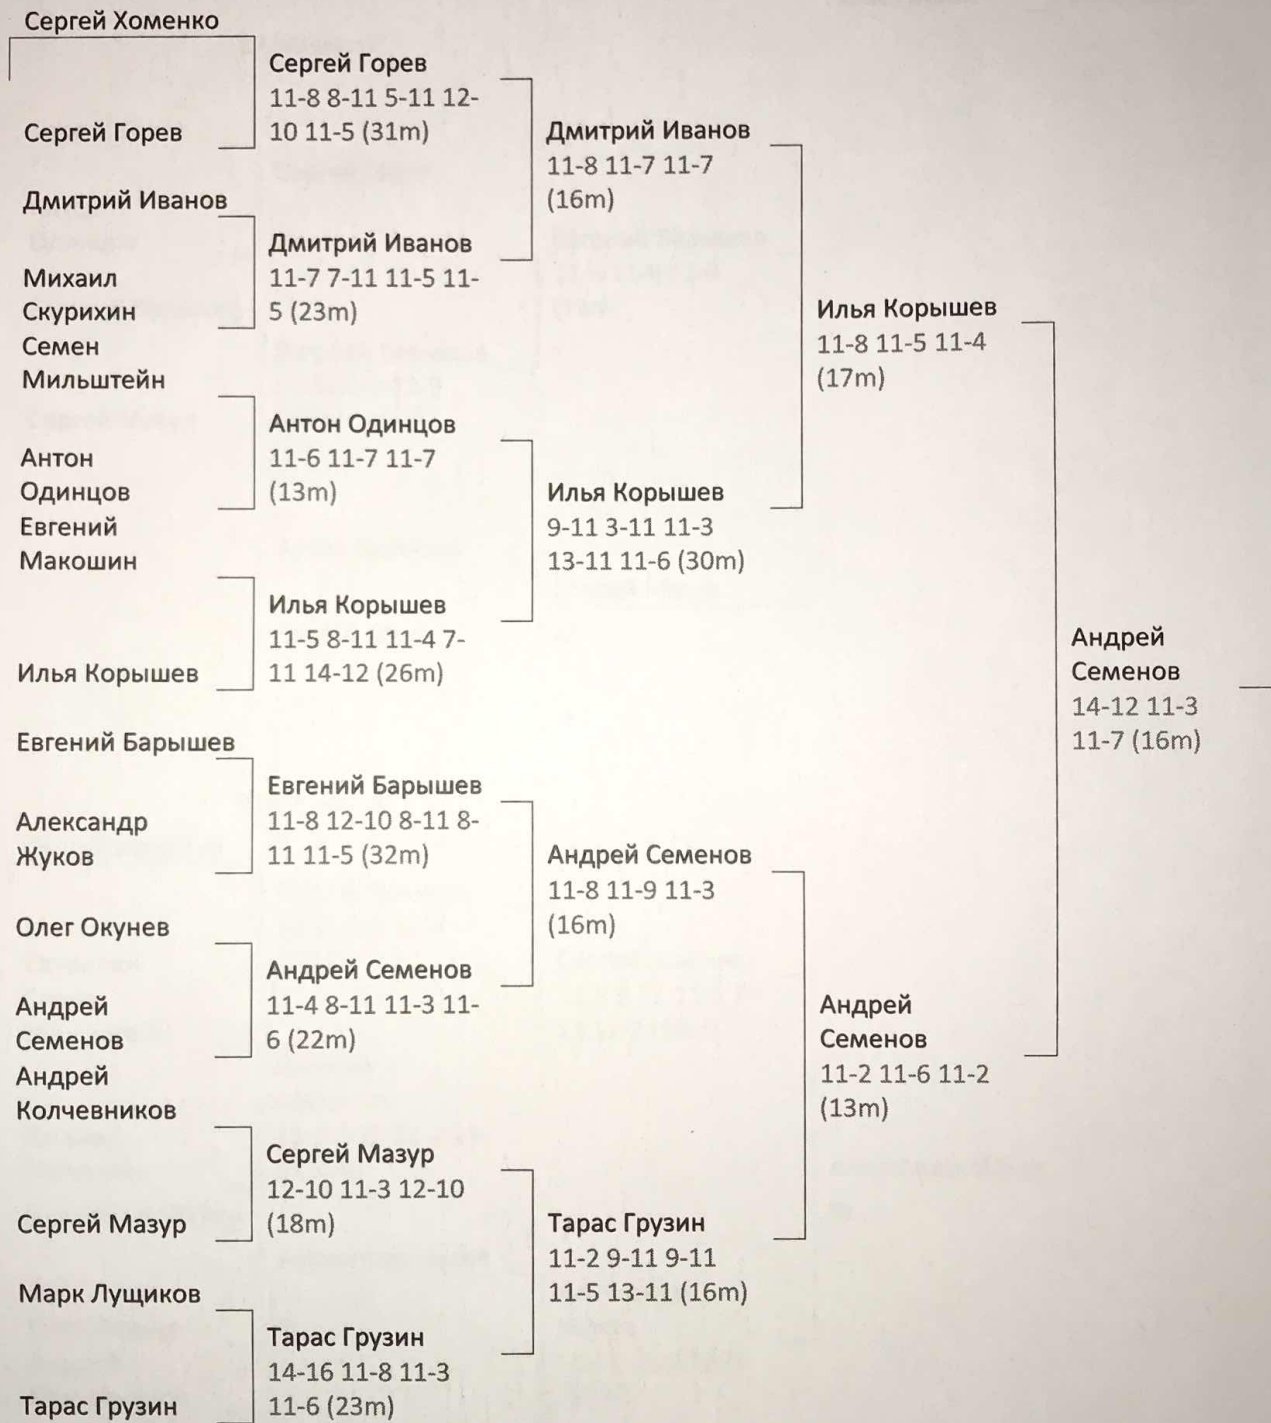 Сергей Хоменко
Сергей Горев
Дмитрий Иванов
Михаил
Скурихин
Семен
Мильштейн
Антон
Одинцов
Евгений
Макошин
Илья Корышев
Евгений Барышев
Александр
Жуков
Олег Окунев
Андрей
Семенов
Андрей
Колчевников
Сергей Мазур
Марк Лущиков
Тарас Грузин
Сергей Горев
11-8 8-11 5-11 12-
10 11-5 (31m)
Дмитрий Иванов
11-7 7-11 11-5 11-
5 (23m)
Антон Одинцов
11-6 11-7 11-7
(13m)
Илья Корышев
11-5 8-11 11-4 7-
11 14-12 (26m)
Евгений Барышев
11-8 12-10 8-11 8-
11 11-5 (32m)
Андрей Семенов
11-4 8-11 11-3 11-
6 (22m)
Сергей Мазур
12-10 11-3 12-10
(18m)
Тарас Грузин
14-16 11-8 11-3
11-6 (23m)
Дмитрий Иванов
11-8 11-7 11-7
(16m)
Илья Корышев
9-11 3-11 11-3
13-11 11-6 (30m)
Андрей Семенов
11-8 11-9 11-3
(16m)
Тарас Грузин
11-2 9-11 9-11
11-5 13-11 (16m)
Илья Корышев
11-8 11-5 11-4
(17m)
Андрей
Семенов
11-2 11-6 11-2
(13m)
Андрей
Семенов
14-12 11-3
11-7 (16m)